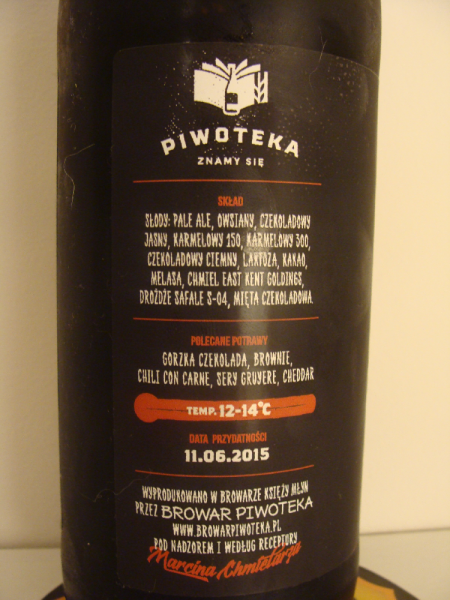 PIWOTEKA
ZNAMY SIĘ
SKŁAD
SŁODY: PALE ALE, OWSIANY, CZEKOLADOWY
JASNY, KARMELOWY 150, KARMELOWY 300,
CZEKOLADOWY CIEMNY, LAKTOZA, KAKAO,
MELASA, CHMIEL EAST KENT GOLDINGS,
DROŻDŻE SAFALE S-04, MIĘTA CZEKOLADOWA.
POLECANE POTRAWY
GORZKA CZEKOLADA, BROWNIE,
CHILI CON CARNE, SERY GRUYERE, CHEDDAR
TEMP. 12-14°C
DATA PRZYDATNOŚCI
11.06.2015
WYPRODUKOWANO W BROWARZE KSIĘŻY MŁYN
PRZEZ BROWAR PIWOTEKA
WWW.BROWARPIWOTEKA.PL
POD NADZOREM I WEDŁUG RECEPTURY
Marcina Chmielarza